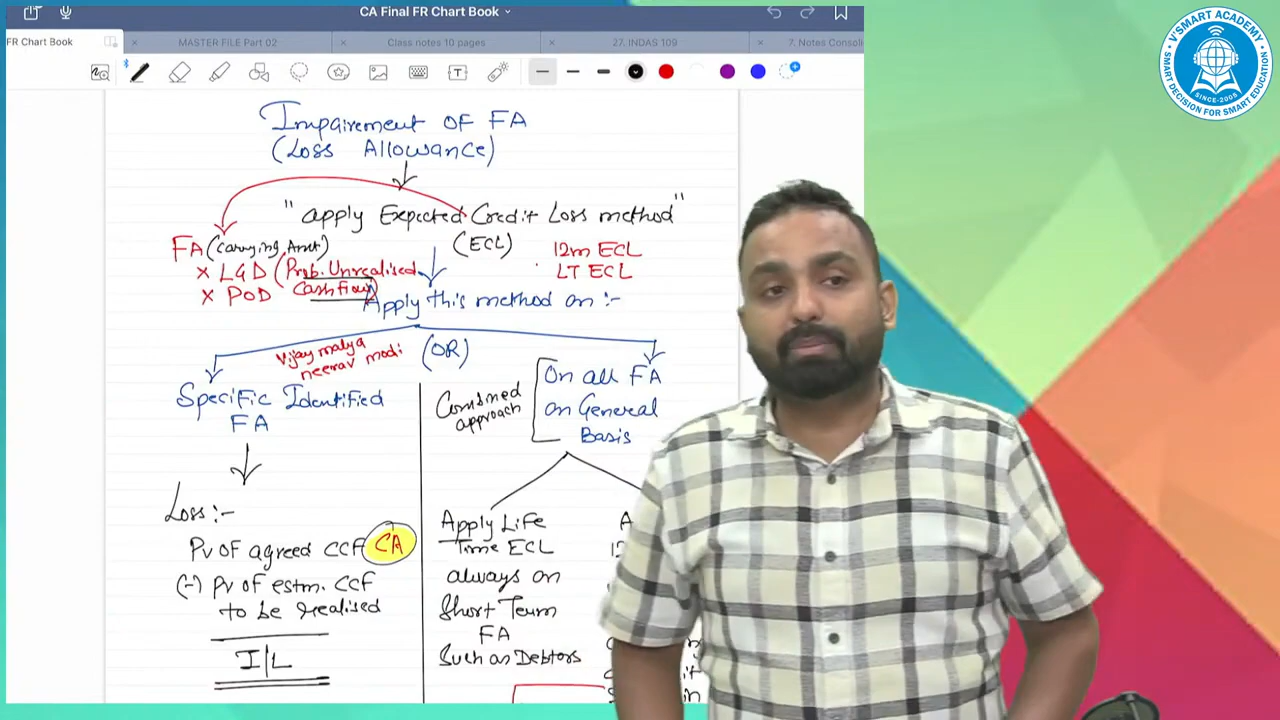 CA Final FR Chart Book
FR Chart Book
MASTER FILE Part 02
Class notes 10 pages
27. INDAS 109
7. Notes Consoli
V'SMART ACADEMY
SINCE-2005
SMART DECISION FOR SMART EDUCATION
Impairement OF FA
(Loss Allowance)
"apply Expected Credit Loss method"
(ECL)
12m ECL
LT ECL
FA (carrying Amt)
x LGD (Prob. Unrealised
Cashflow)
x POD
Apply this method on :-
Vijay malya
neerav modi
(OR)
Specific Identified
FA
Combined
approach
On all FA
on General
Basis
Loss:-
PV OF agreed CCF CA
(-) PV of estm. CCF
to be realised
I/L
Apply Life
Time ECL
always on
Short Term
FA
Such as Debtors
A
12